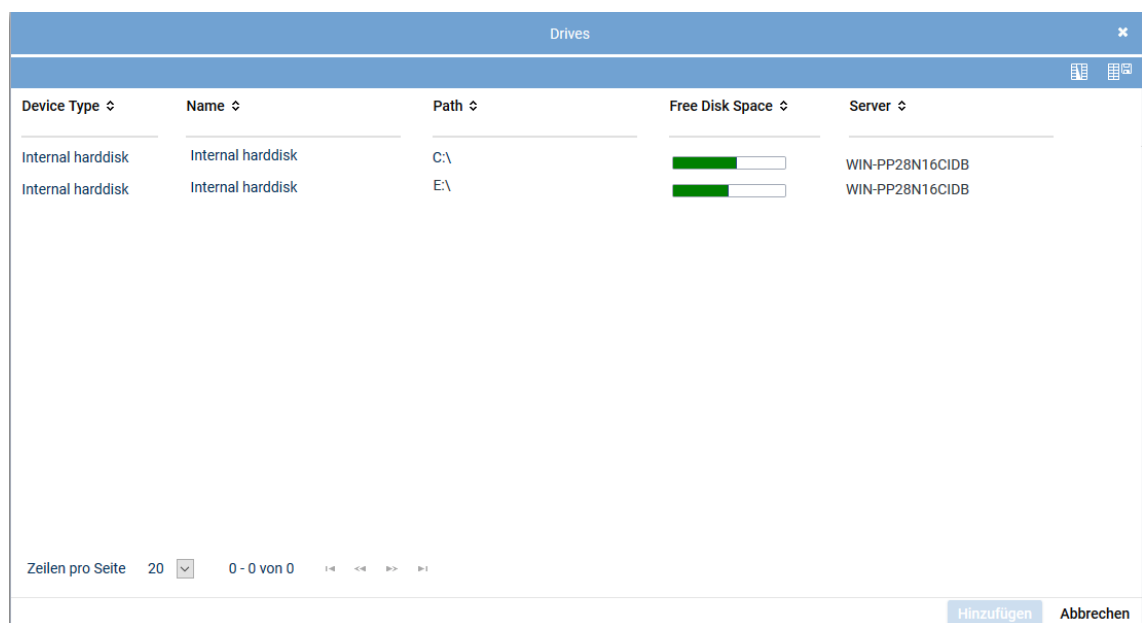 Drives
Device Type Name Path Free Disk Space Server
Internal harddisk Internal harddisk C:\ WIN-PP28N16CIDB
Internal harddisk Internal harddisk E:\ WIN-PP28N16CIDB
Zeilen pro Seite 20 0 - 0 von 0
Hinzufügen Abbrechen